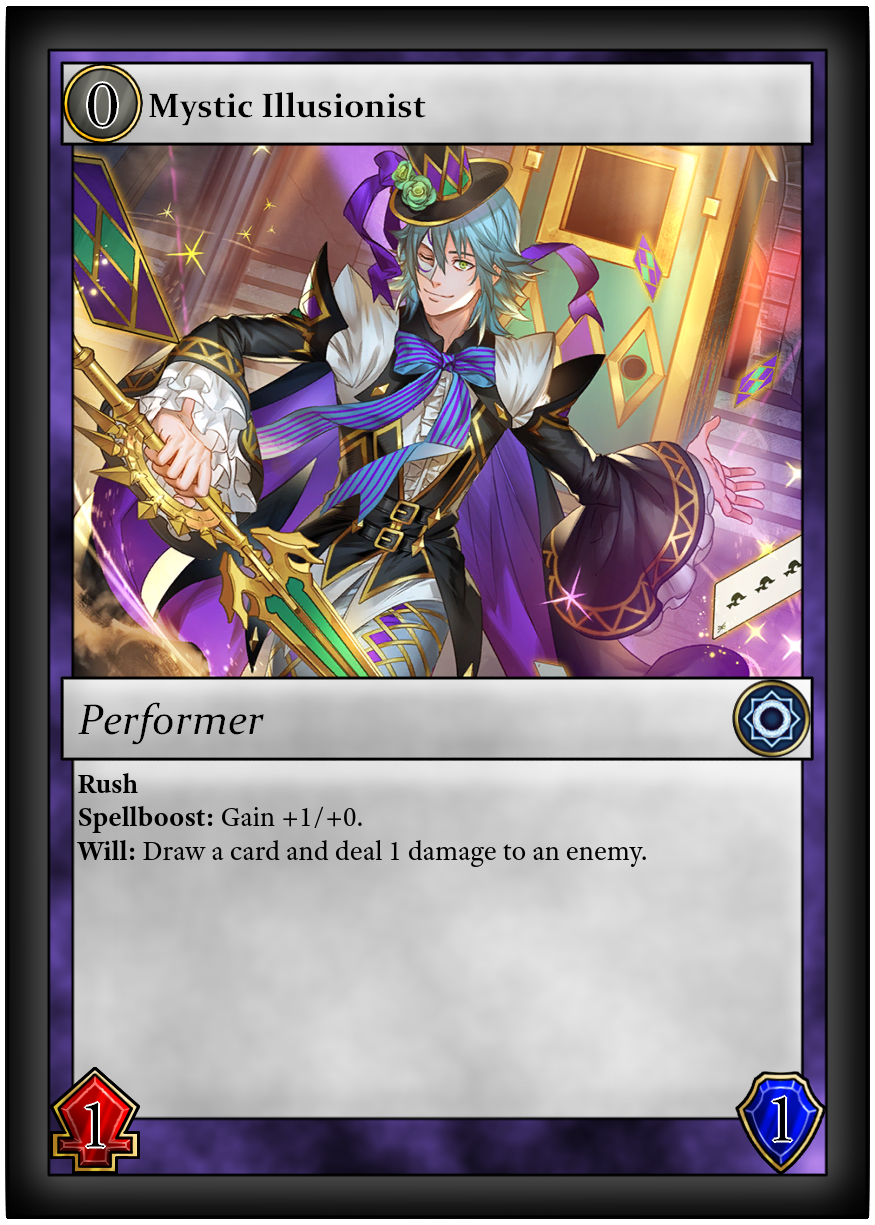 0 Mystic Illusionist
Performer
Rush
Spellboost: Gain +1/+0.
Will: Draw a card and deal 1 damage to an enemy.
1 1